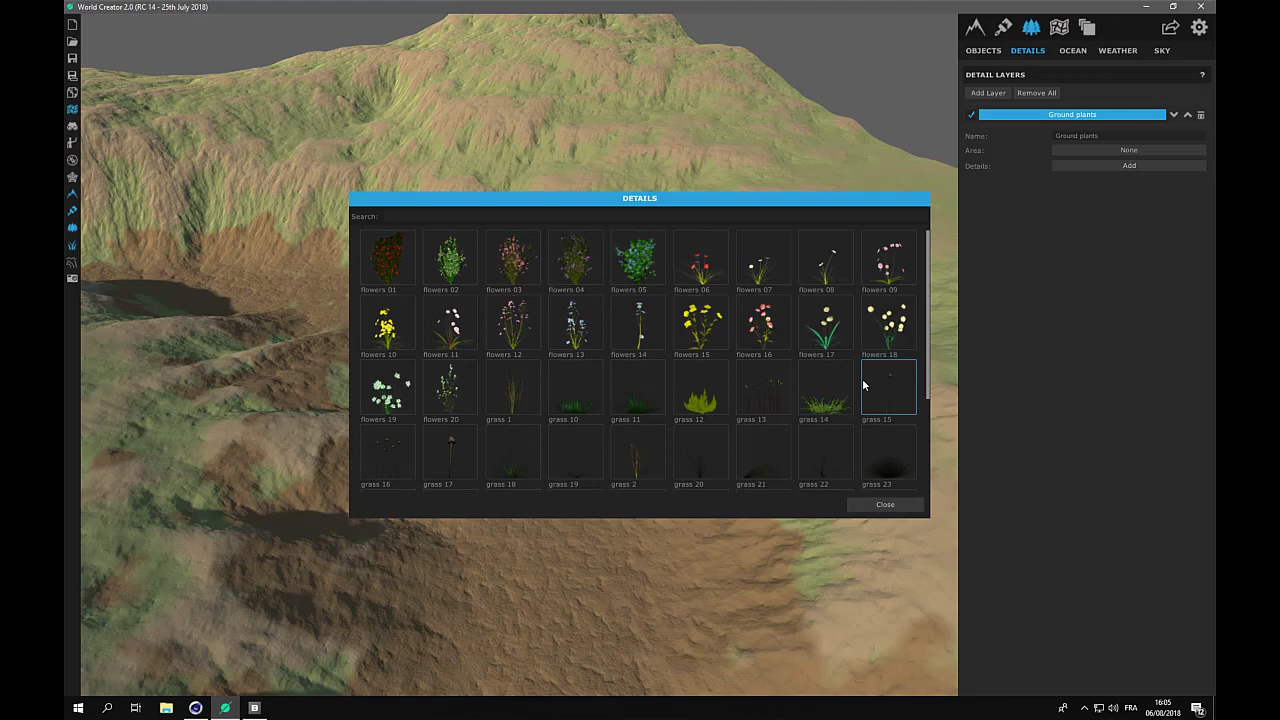 World Creator 2.0 (RC 14 - 25th July 2018)
OBJECTS DETAILS OCEAN WEATHER SKY
DETAIL LAYERS ?
Add Layer Remove All
Ground plants
Name: Ground plants
Area: None
Details: Add
DETAILS
Search:
flowers 01 flowers 02 flowers 03 flowers 04 flowers 05 flowers 06 flowers 07 flowers 08 flowers 09
flowers 10 flowers 11 flowers 12 flowers 13 flowers 14 flowers 15 flowers 16 flowers 17 flowers 18
flowers 19 flowers 20 grass 1 grass 10 grass 11 grass 12 grass 13 grass 14 grass 15
grass 16 grass 17 grass 18 grass 19 grass 2 grass 20 grass 21 grass 22 grass 23
Close
FRA
16:05
06/08/2018